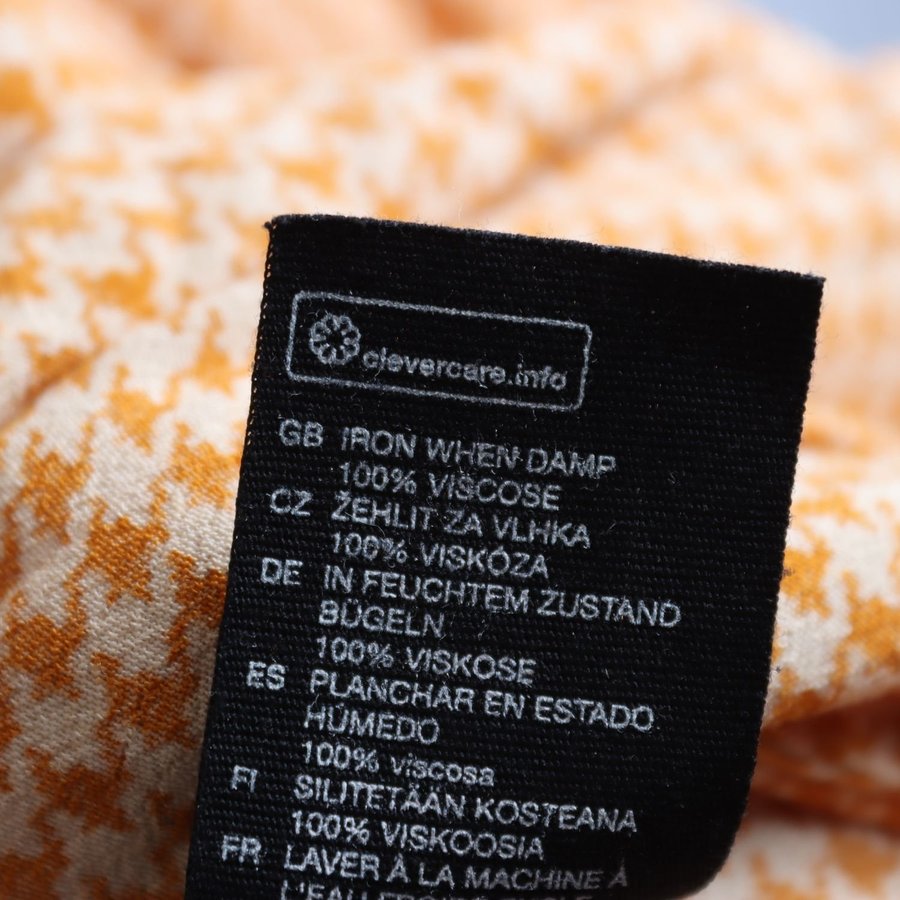 clevercare.info
GB IRON WHEN DAMP
100% VISCOSE
CZ ŽEHLIT ZA VLHKA
100% VISKÓZA
DE IN FEUCHTEM ZUSTAND
BÜGELN
100% VISKOSE
ES PLANCHAR EN ESTADO
HÚMEDO
100% viscosa
FI SILITETÄÄN KOSTEANA
100% VISKOOSIA
FR LAVER À LA MACHINE À